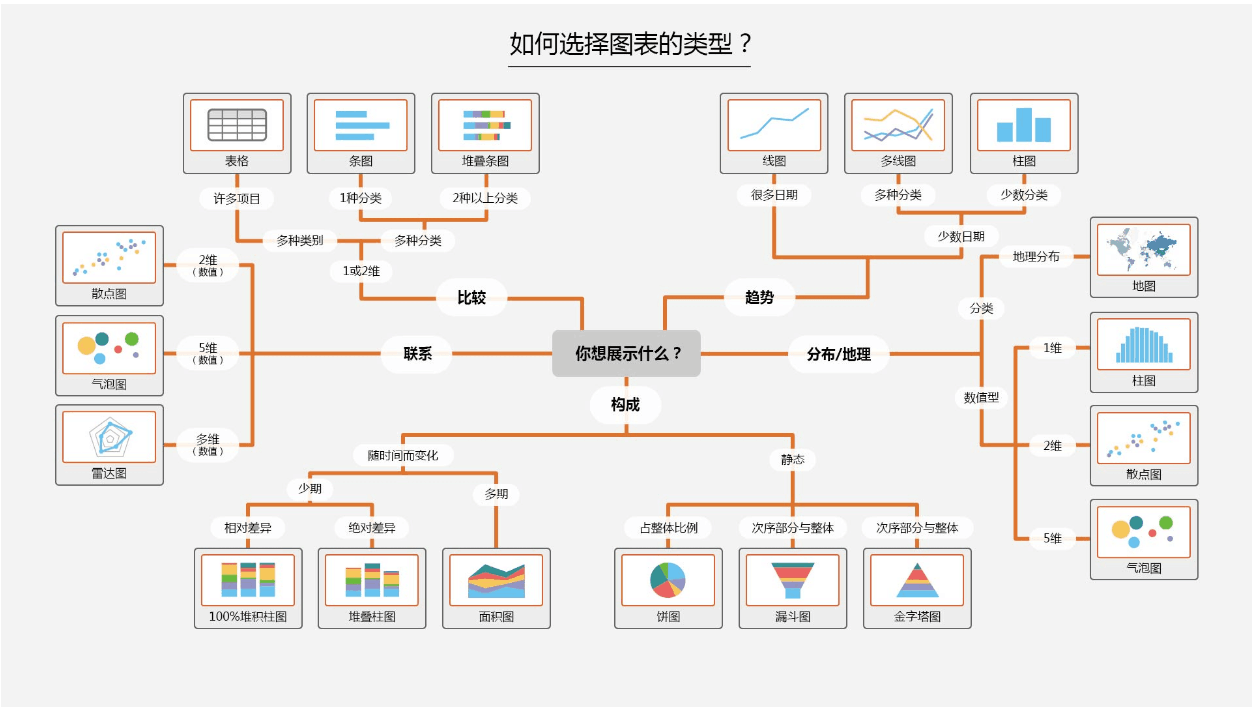 如何选择图表的类型？
表格
条图
堆叠条图
线图
多线图
柱图
许多项目
1种分类
2种以上分类
很多日期
多种分类
少数分类
多种类别
多种分类
少数日期
1或2维
地理分布
地图
2维
（数值）
散点图
比较
趋势
分类
5维
（数值）
气泡图
联系
你想展示什么？
分布/地理
1维
柱图
数值型
构成
多维
（数值）
雷达图
2维
散点图
随时间而变化
静态
少期
多期
相对差异
绝对差异
占整体比例
次序部分与整体
次序部分与整体
5维
气泡图
100%堆积柱图
堆叠柱图
面积图
饼图
漏斗图
金字塔图